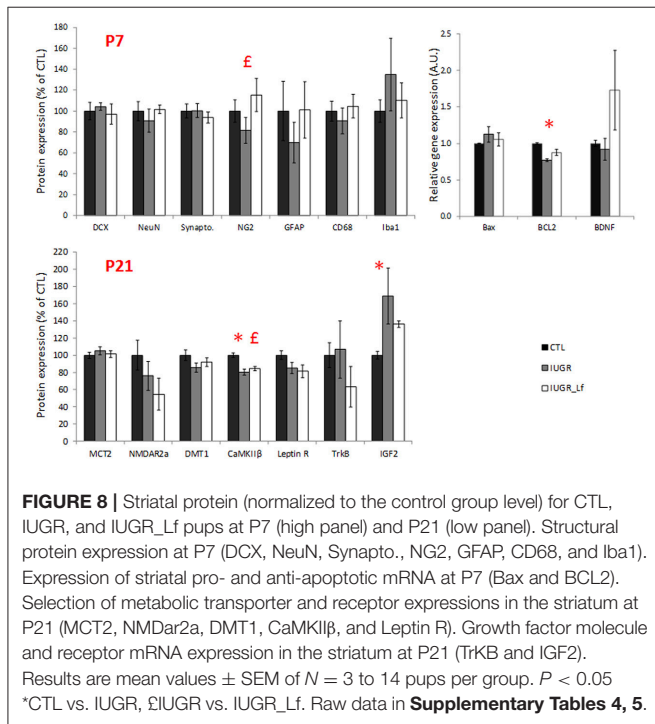 P7
£
Protein expression (% of CTL)
180
160
140
120
100
80
60
40
20
0
DCX NeuN Synapto. NG2 GFAP CD68 Iba1
Relative gene expression (A.U.)
2.5
2.0
1.5
1.0
0.5
0.0
*
Bax BCL2 BDNF
P21
* £
*
Protein expression (% of CTL)
220
200
180
160
140
120
100
80
60
40
20
0
MCT2 NMDAR2a DMT1 CaMKIIβ Leptin R TrkB IGF2
CTL
IUGR
IUGR_Lf
FIGURE 8 | Striatal protein (normalized to the control group level) for CTL,
IUGR, and IUGR_Lf pups at P7 (high panel) and P21 (low panel). Structural
protein expression at P7 (DCX, NeuN, Synapto., NG2, GFAP, CD68, and Iba1).
Expression of striatal pro- and anti-apoptotic mRNA at P7 (Bax and BCL2).
Selection of metabolic transporter and receptor expressions in the striatum at
P21 (MCT2, NMDar2a, DMT1, CaMKIIβ, and Leptin R). Growth factor molecule
and receptor mRNA expression in the striatum at P21 (TrKB and IGF2).
Results are mean values ± SEM of N = 3 to 14 pups per group. P < 0.05
*CTL vs. IUGR, £IUGR vs. IUGR_Lf. Raw data in Supplementary Tables 4, 5.